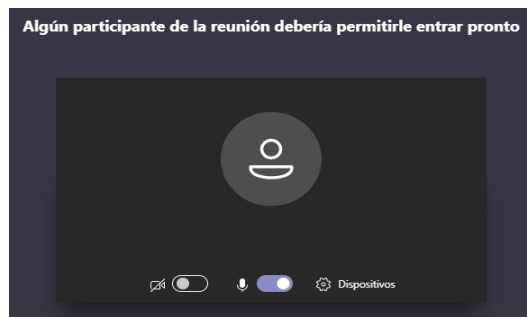 Algún participante de la reunión debería permitirle entrar pronto
Dispositivos